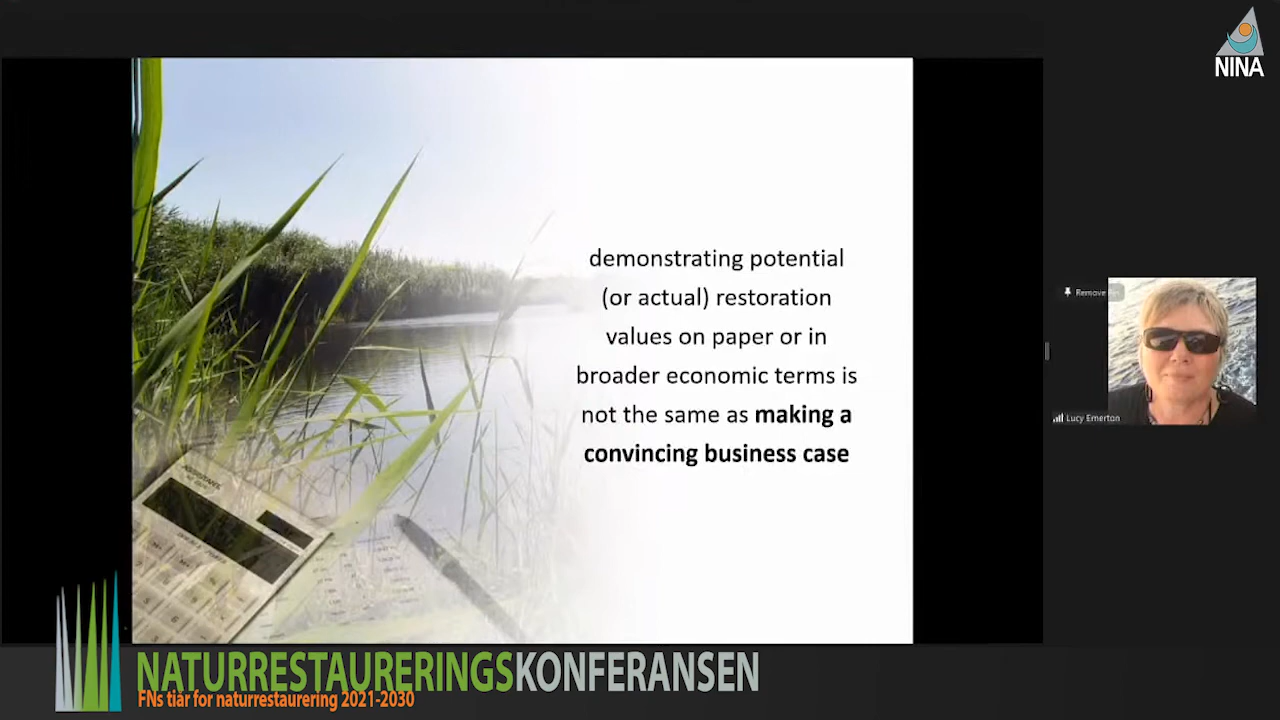 NINA
demonstrating potential
(or actual) restoration
values on paper or in
broader economic terms is
not the same as making a
convincing business case
Remove
Lucy Emerton
NATURRESTAURERINGSKONFERANSEN
FNs tiår for naturrestaurering 2021-2030